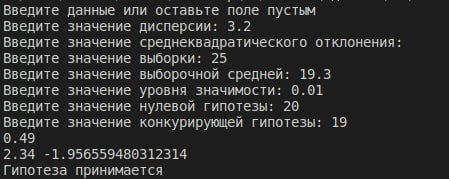 Введите данные или оставьте поле пустым
Введите значение дисперсии: 3.2
Введите значение среднеквадратического отклонения:
Введите значение выборки: 25
Введите значение выборочной средней: 19.3
Введите значение уровня значимости: 0.01
Введите значение нулевой гипотезы: 20
Введите значение конкурирующей гипотезы: 19
0.49
2.34 -1.956559480312314
Гипотеза принимается